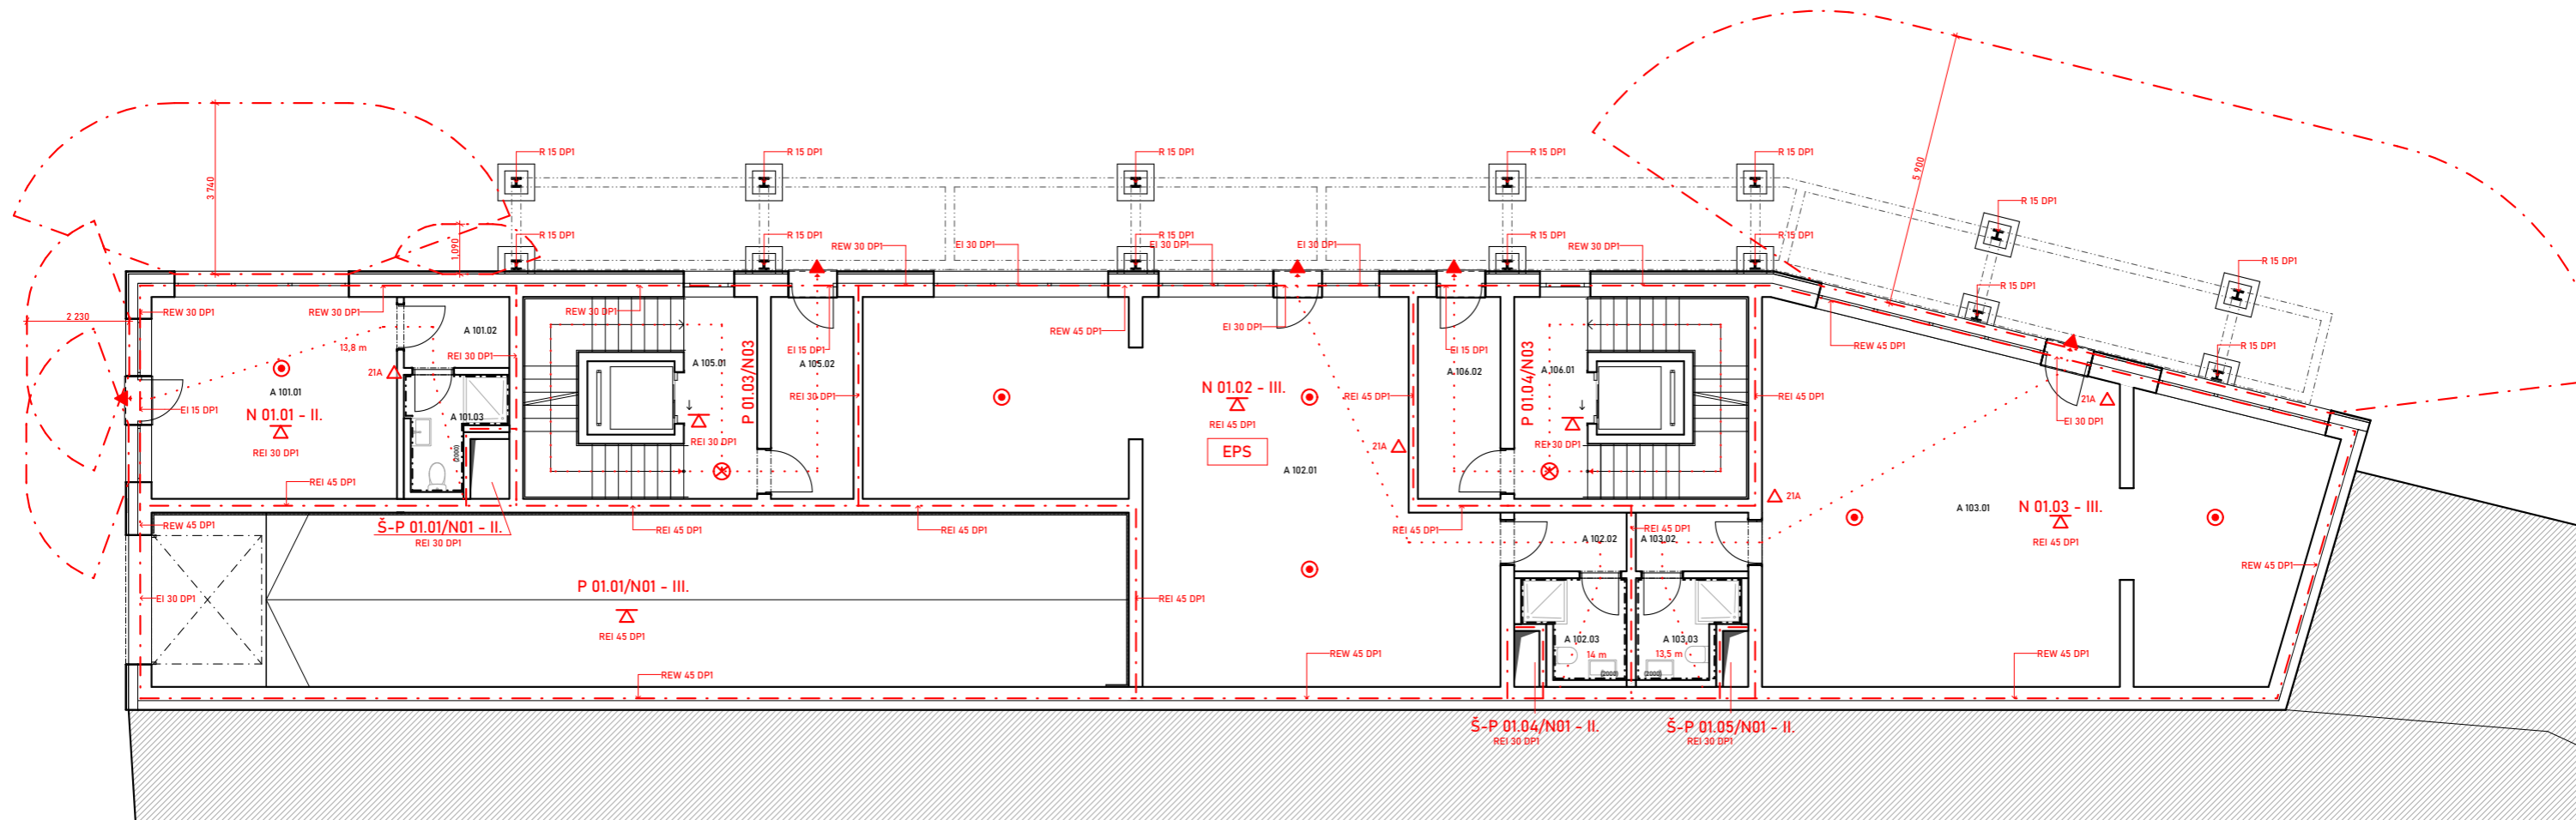 5 900
3 740
R 15 DP1
R 15 DP1
R 15 DP1
R 15 DP1
R 15 DP1
R 15 DP1
1,090
R 15 DP1
R 15 DP1
REW 30 DP1
EI 30 DP1
R 15 DP1
EI 30 DP1
EI 30 DP1
R 15 DP1
REW 30 DP1
R 15 DP1
R 15 DP1
R 15 DP1
R 15 DP1
2 230
REW 30 DP1
REW 30 DP1
REW 30 DP1
A 101.02
REW 45 DP1
EI 30 DP1
13,8 m
REI 30 DP1
EI 15 DP1
EI 15 DP1
REW 45 DP1
21A
A 105.01
P 01.03/N03
A 105.02
A 106.02
P 01.04/N03
A 106.01
A 101.01
REI 30 DP1
N 01.02 - III.
REI 45 DP1
REI 45 DP1
21A
EI 15 DP1
N 01.01 - II.
A 101.03
REI 45 DP1
EI 30 DP1
REI 30 DP1
(2000)
REI 30 DP1
EPS
21A
REI 30 DP1
A 102.01
REI 45 DP1
21A
REW 45 DP1
Š-P 01.01/N01 - II.
REI 30 DP1
REI 45 DP1
REI 45 DP1
REI 45 DP1
REI 45 DP1
A 102.02
A 103.02
A 103.01
N 01.03 - III.
REI 45 DP1
REW 45 DP1
P 01.01/N01 - III.
EI 30 DP1
REI 45 DP1
REI 45 DP1
A 102.03
A 103.03
14 m
13,5 m
(2000)
(2000)
REW 45 DP1
REW 45 DP1
REW 45 DP1
Š-P 01.04/N01 - II.
REI 30 DP1
Š-P 01.05/N01 - II.
REI 30 DP1